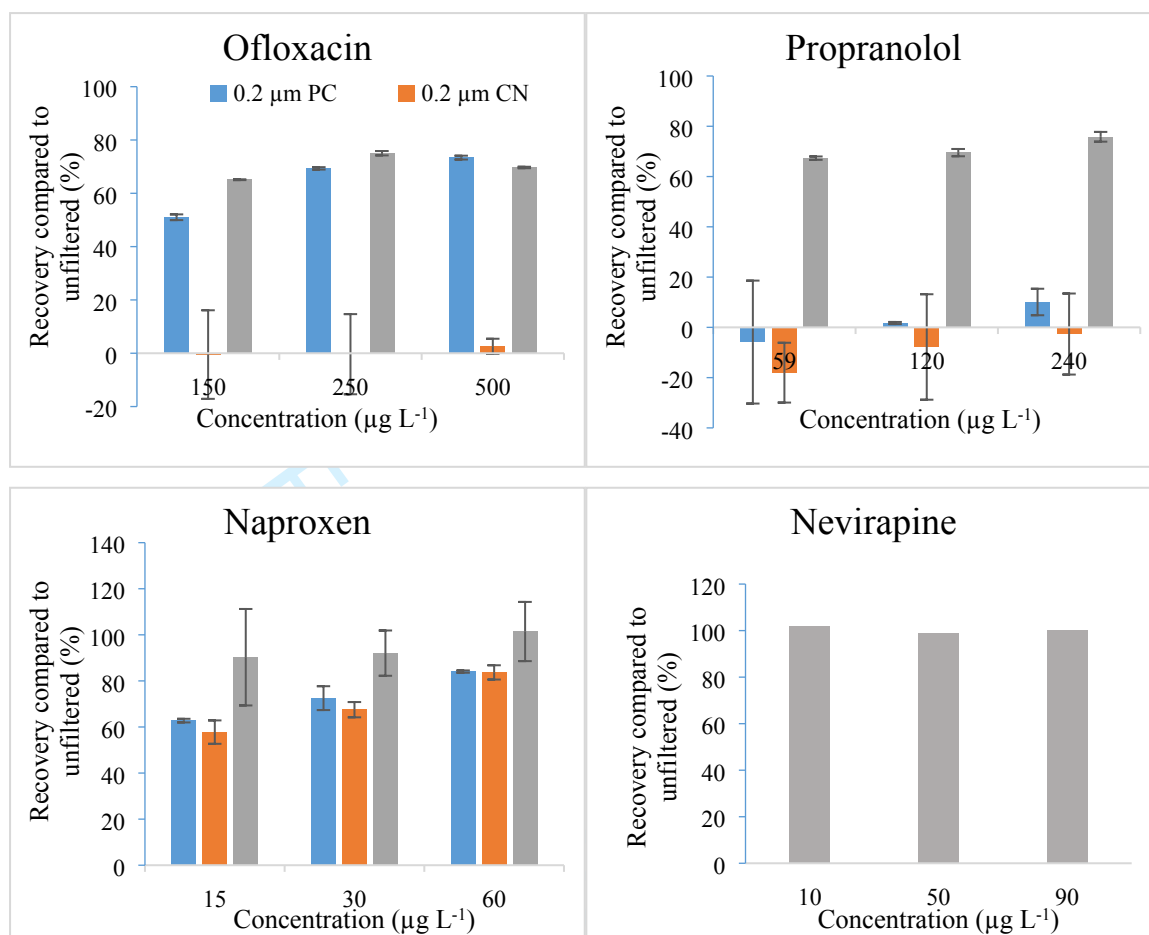 Ofloxacin
100
80
60
40
20
0
-20
0.2 µm PC
0.2 µm CN
150
250
500
Recovery compared to
unfiltered (%)
Concentration (µg L-1)
Propranolol
100
80
60
40
20
0
-20
-40
59
120
240
Recovery compared to
unfiltered (%)
Concentration (µg L-1)
Naproxen
140
120
100
80
60
40
20
0
15
30
60
Recovery compared to
unfiltered (%)
Concentration (µg L-1)
Nevirapine
120
100
80
60
40
20
0
10
50
90
Recovery compared to
unfiltered (%)
Concentration (µg L-1)